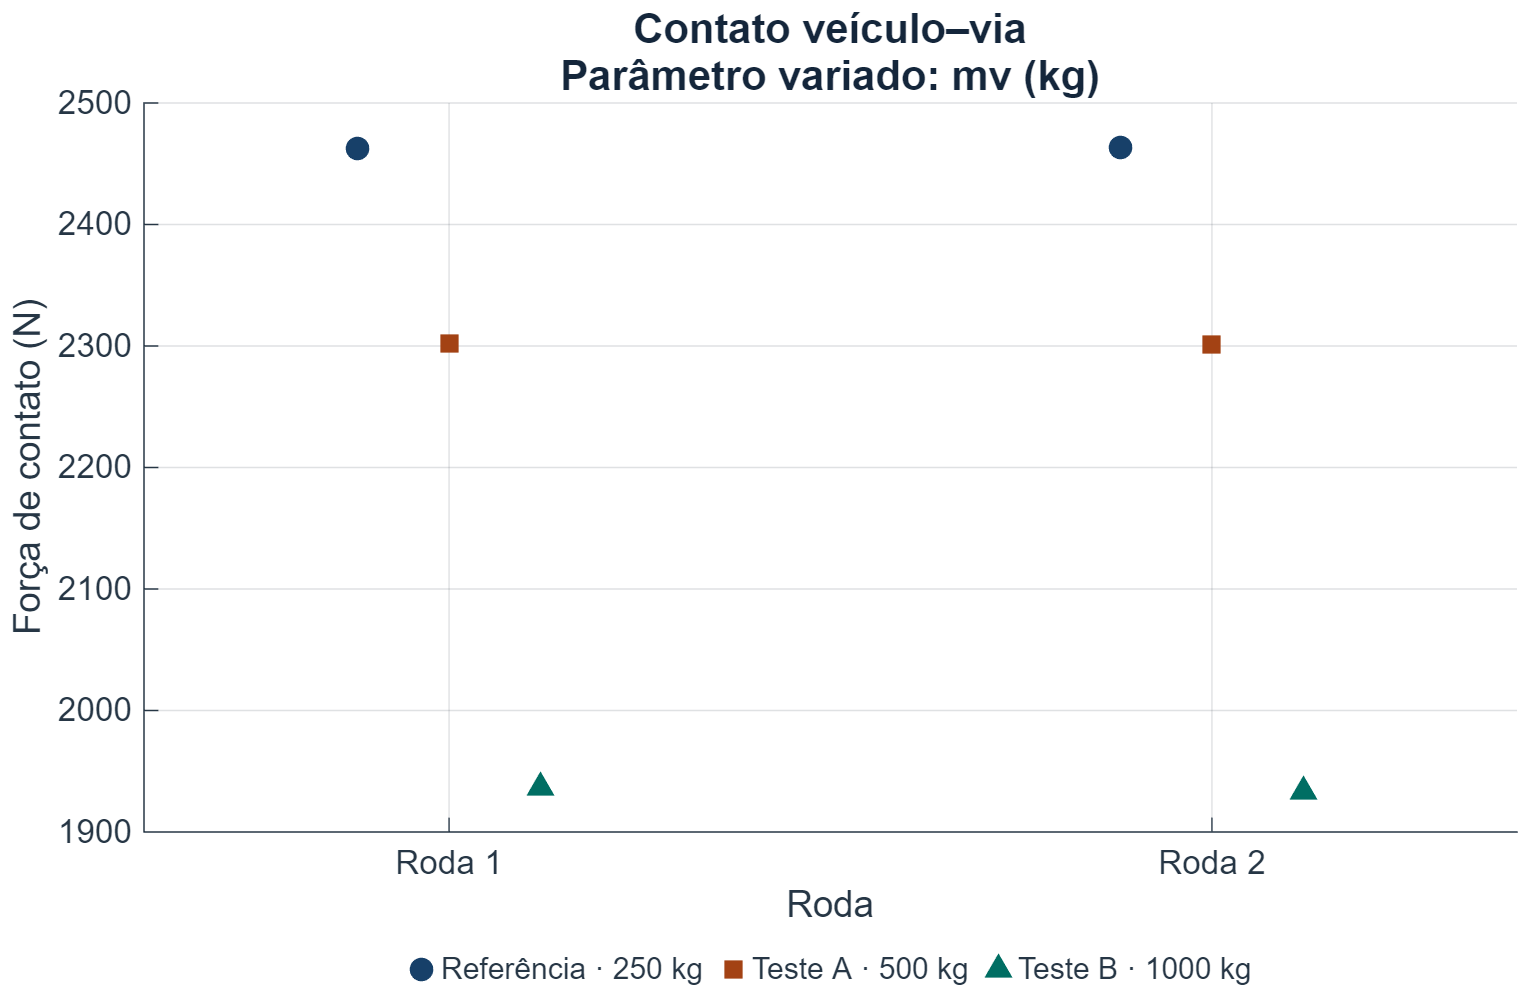 Contato veículo–via
Parâmetro variado: mv (kg)
Força de contato (N)
2500
2400
2300
2200
2100
2000
1900
Roda 1
Roda 2
Roda
Referência · 250 kg
Teste A · 500 kg
Teste B · 1000 kg